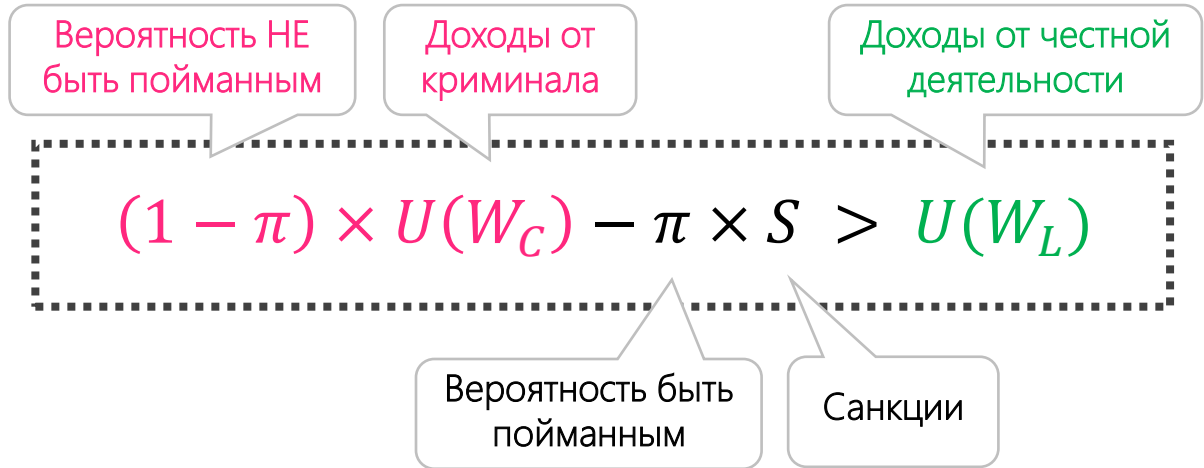 Вероятность НЕ
быть пойманным
Доходы от
криминала
Доходы от честной
деятельности
(1 − π) × U(W_C) − π × S > U(W_L)
Вероятность быть
пойманным
Санкции